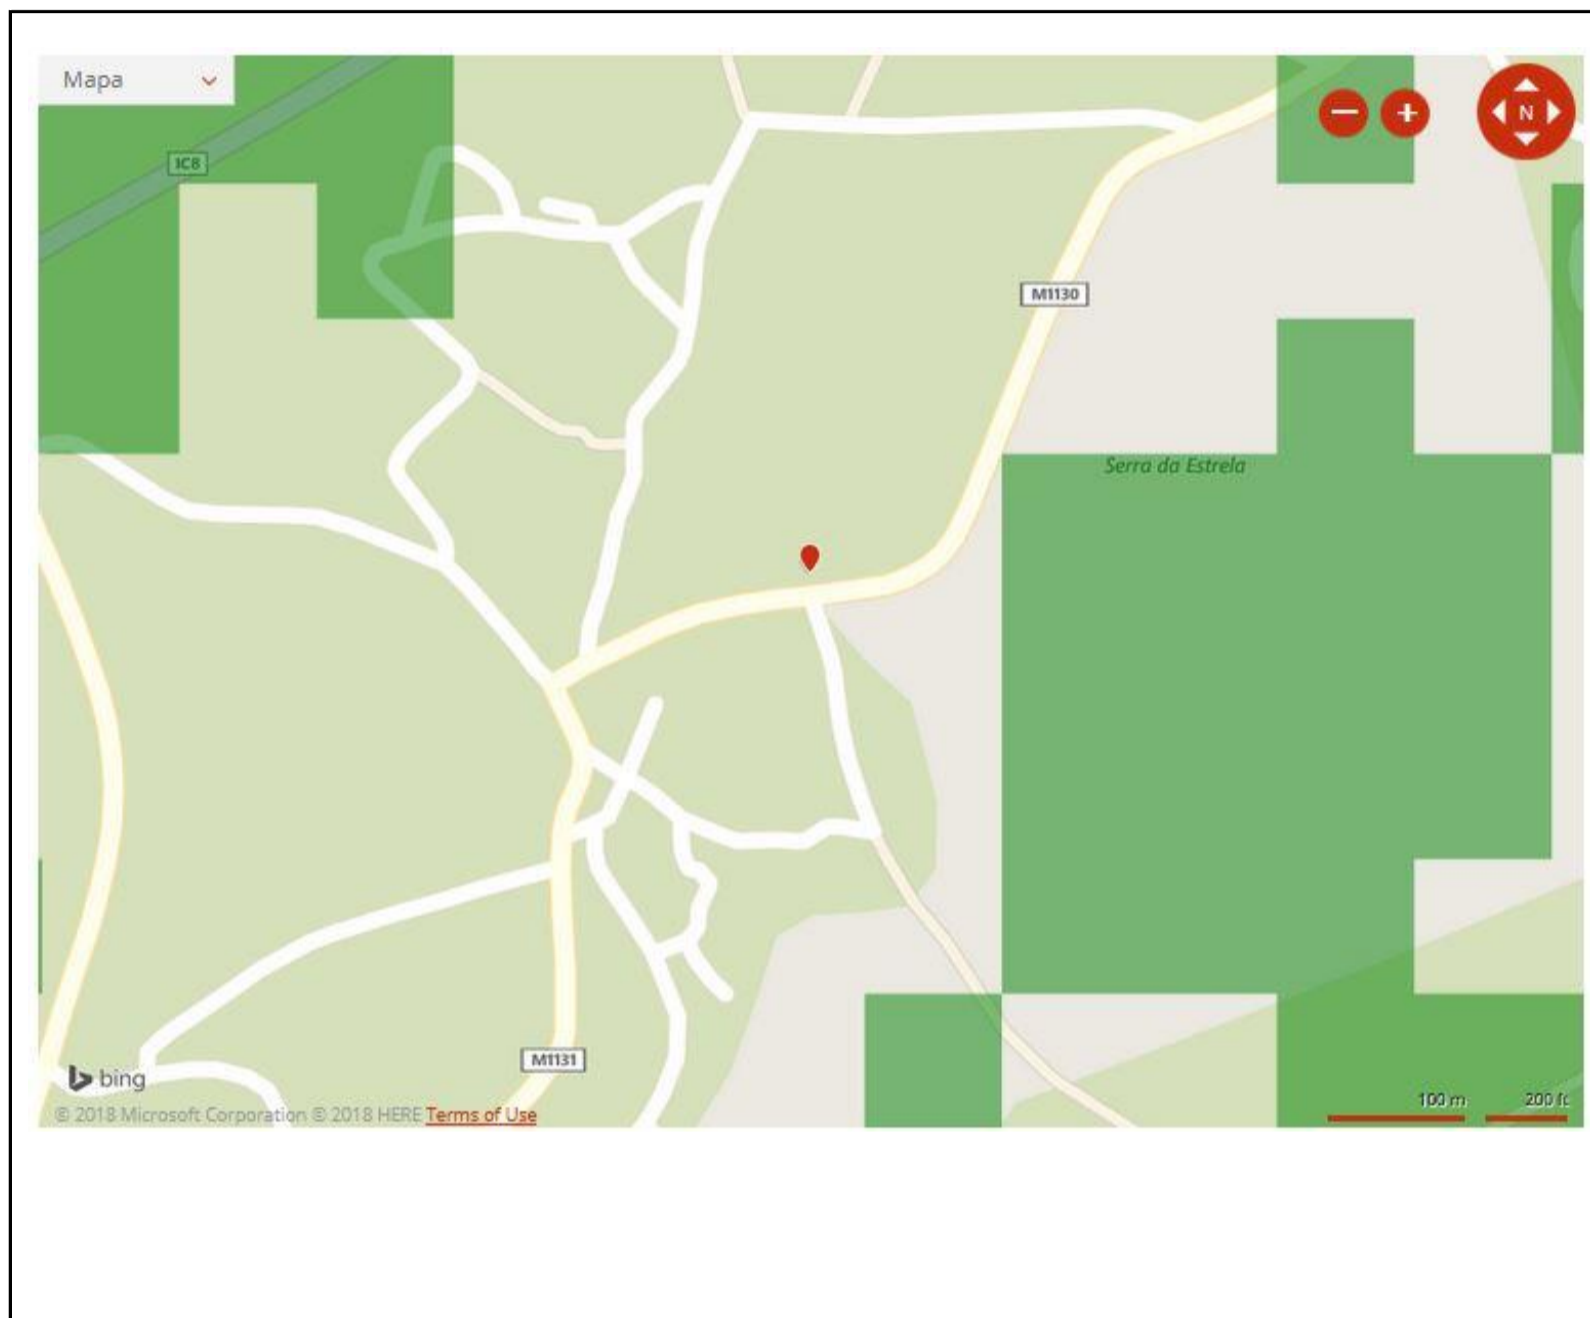 Mapa
N
IC8
M1130
Serra da Estrela
M1131
bing
© 2018 Microsoft Corporation © 2018 HERE Terms of Use
100 m
200 ft